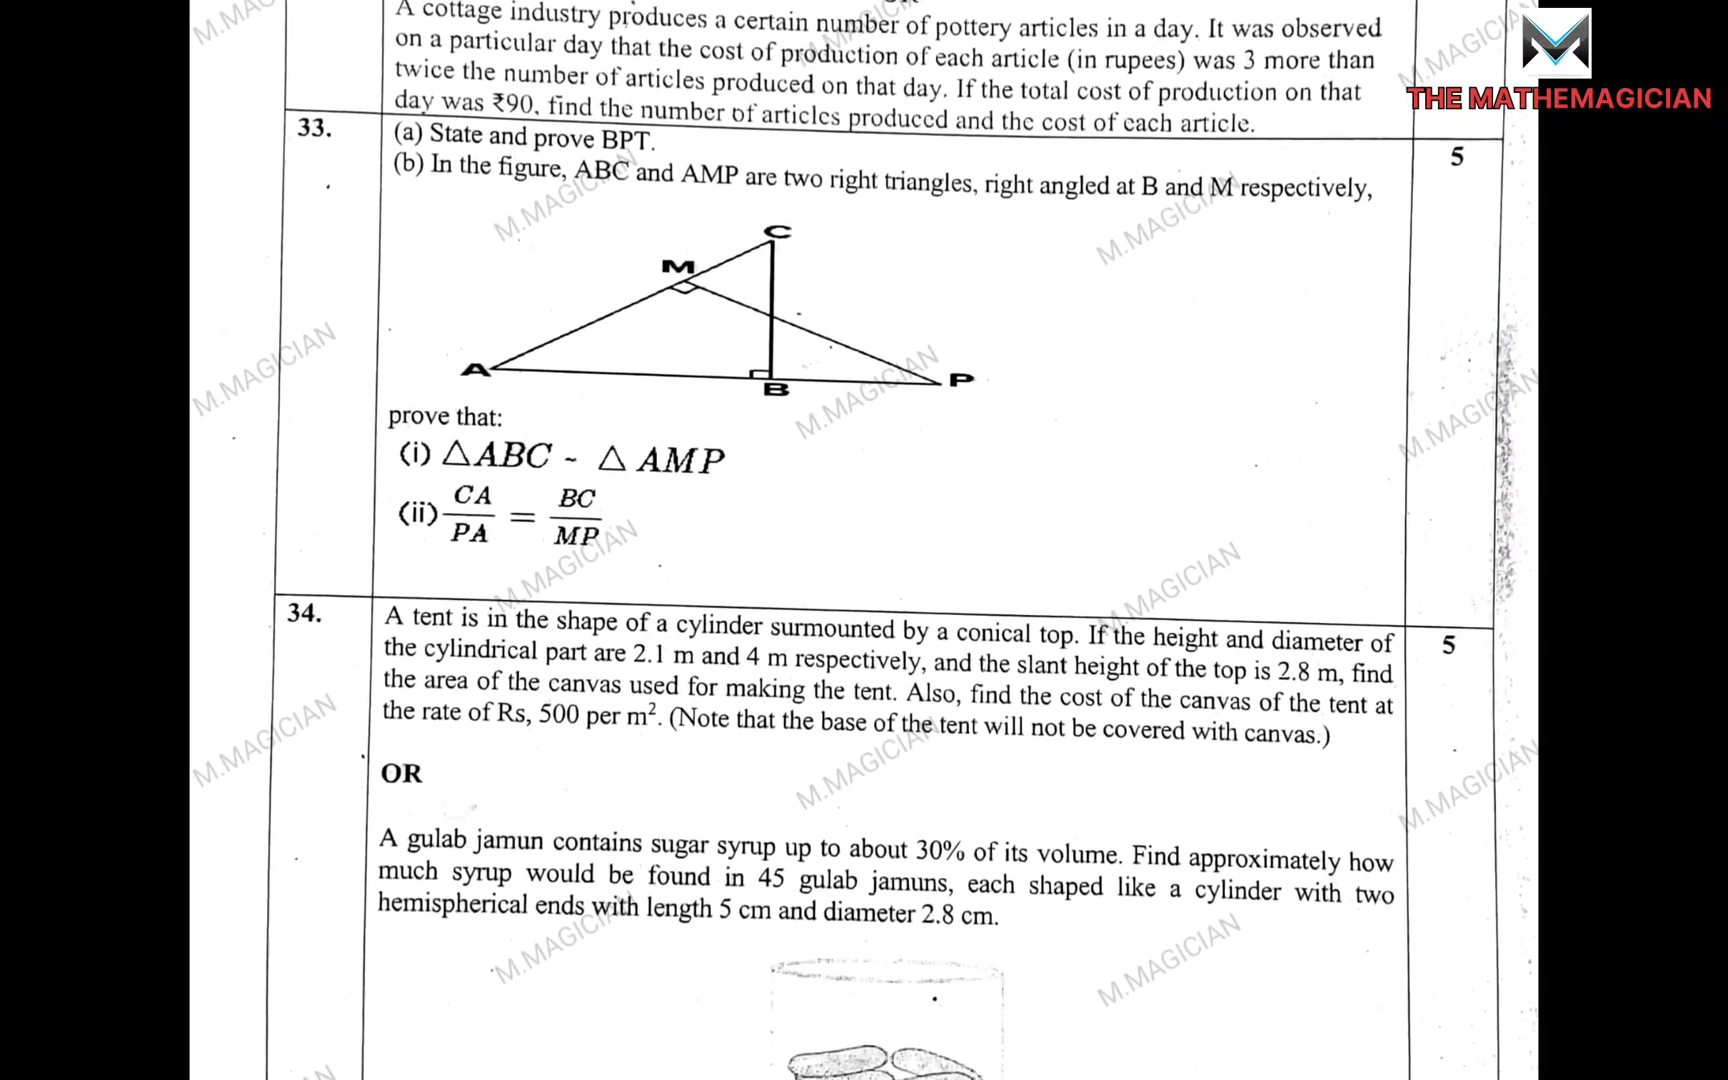 A cottage industry produces a certain number of pottery articles in a day. It was observed
on a particular day that the cost of production of each article (in rupees) was 3 more than
twice the number of articles produced on that day. If the total cost of production on that
day was ₹90, find the number of articles produced and the cost of each article.
33.
(a) State and prove BPT.
5
(b) In the figure, ABC and AMP are two right triangles, right angled at B and M respectively,
C
M
A
B
P
prove that:
(i) △ABC ~ △ AMP
(ii) CA/PA = BC/MP
34.
A tent is in the shape of a cylinder surmounted by a conical top. If the height and diameter of
5
the cylindrical part are 2.1 m and 4 m respectively, and the slant height of the top is 2.8 m, find
the area of the canvas used for making the tent. Also, find the cost of the canvas of the tent at
the rate of Rs, 500 per m². (Note that the base of the tent will not be covered with canvas.)
OR
A gulab jamun contains sugar syrup up to about 30% of its volume. Find approximately how
much syrup would be found in 45 gulab jamuns, each shaped like a cylinder with two
hemispherical ends with length 5 cm and diameter 2.8 cm.
THE MATHEMAGICIAN
M.MAGICIAN
M.MAGICIAN
M.MAGICIAN
M.MAGICIAN
M.MAGICIAN
M.MAGICIAN
M.MAGICIAN
M.MAGICIAN
M.MAGICIAN
M.MAGICIAN
M.MAGICIAN
M.MAGICIAN
M.MAGICIAN
M.MAGICIAN